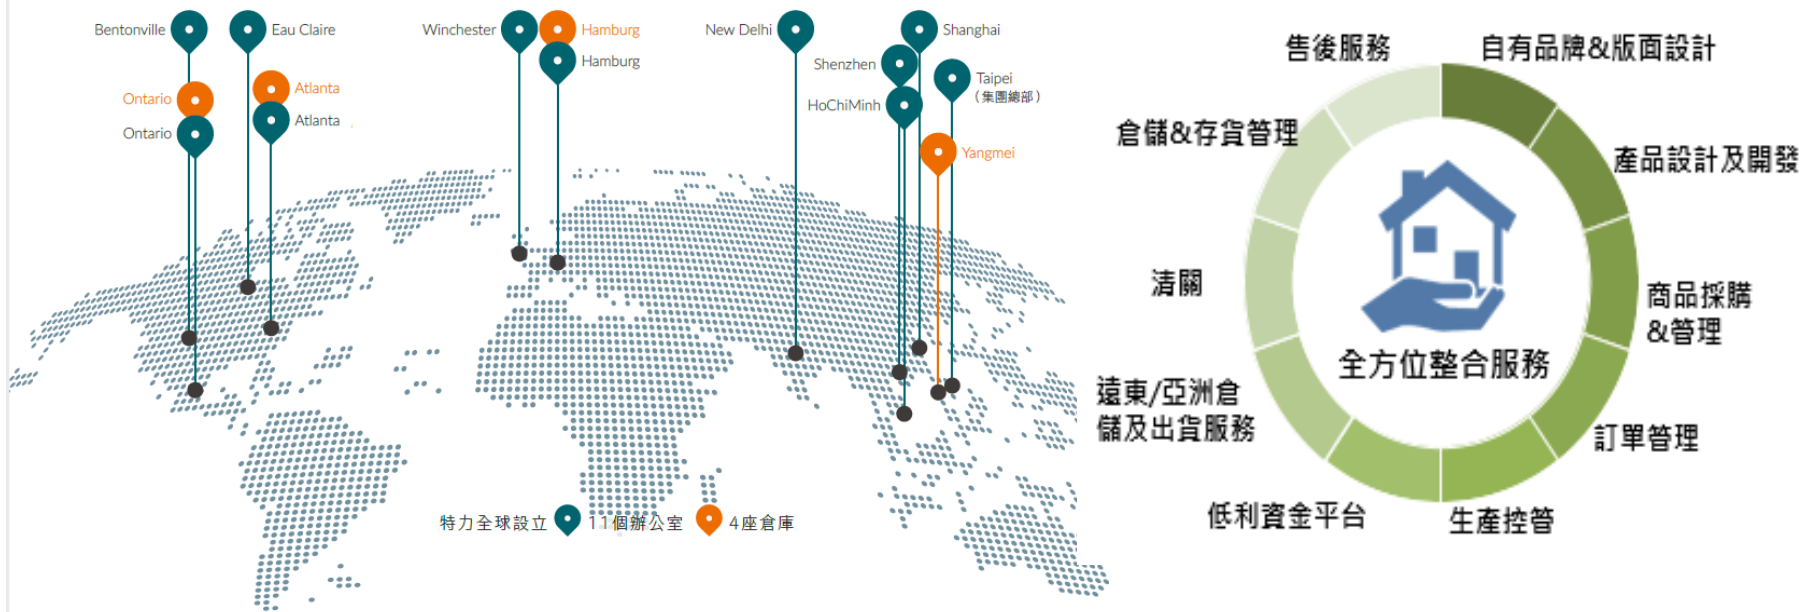 Bentonville
Eau Claire
Ontario
Ontario
Atlanta
Atlanta
Winchester
Hamburg
Hamburg
New Delhi
Shanghai
Shenzhen
Taipei
(集團總部)
HoChiMinh
Yangmei
特力全球設立 11個辦公室 4座倉庫
售後服務
自有品牌&版面設計
倉儲&存貨管理
產品設計及開發
清關
商品採購
&管理
全方位整合服務
遠東/亞洲倉
儲及出貨服務
訂單管理
低利資金平台
生產控管